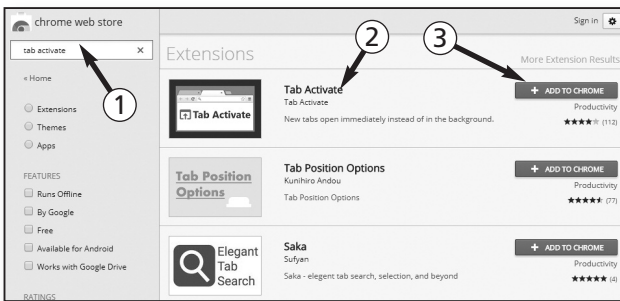 chrome web store
Sign in
tab activate ×
« Home
Extensions
Themes
Apps
FEATURES
Runs Offline
By Google
Free
Available for Android
Works with Google Drive
RATINGS
Extensions
More Extension Results
1
2
3
Tab Activate
Tab Activate
Tab Activate
New tabs open immediately instead of in the background.
+ ADD TO CHROME
Productivity
(112)
Tab Position
Options
Tab Position Options
Kunihiro Andou
Tab Position Options
+ ADD TO CHROME
Productivity
(77)
Elegant
Tab
Search
Saka
Sufyan
Saka - elegant tab search, selection, and beyond
+ ADD TO CHROME
Productivity
(4)